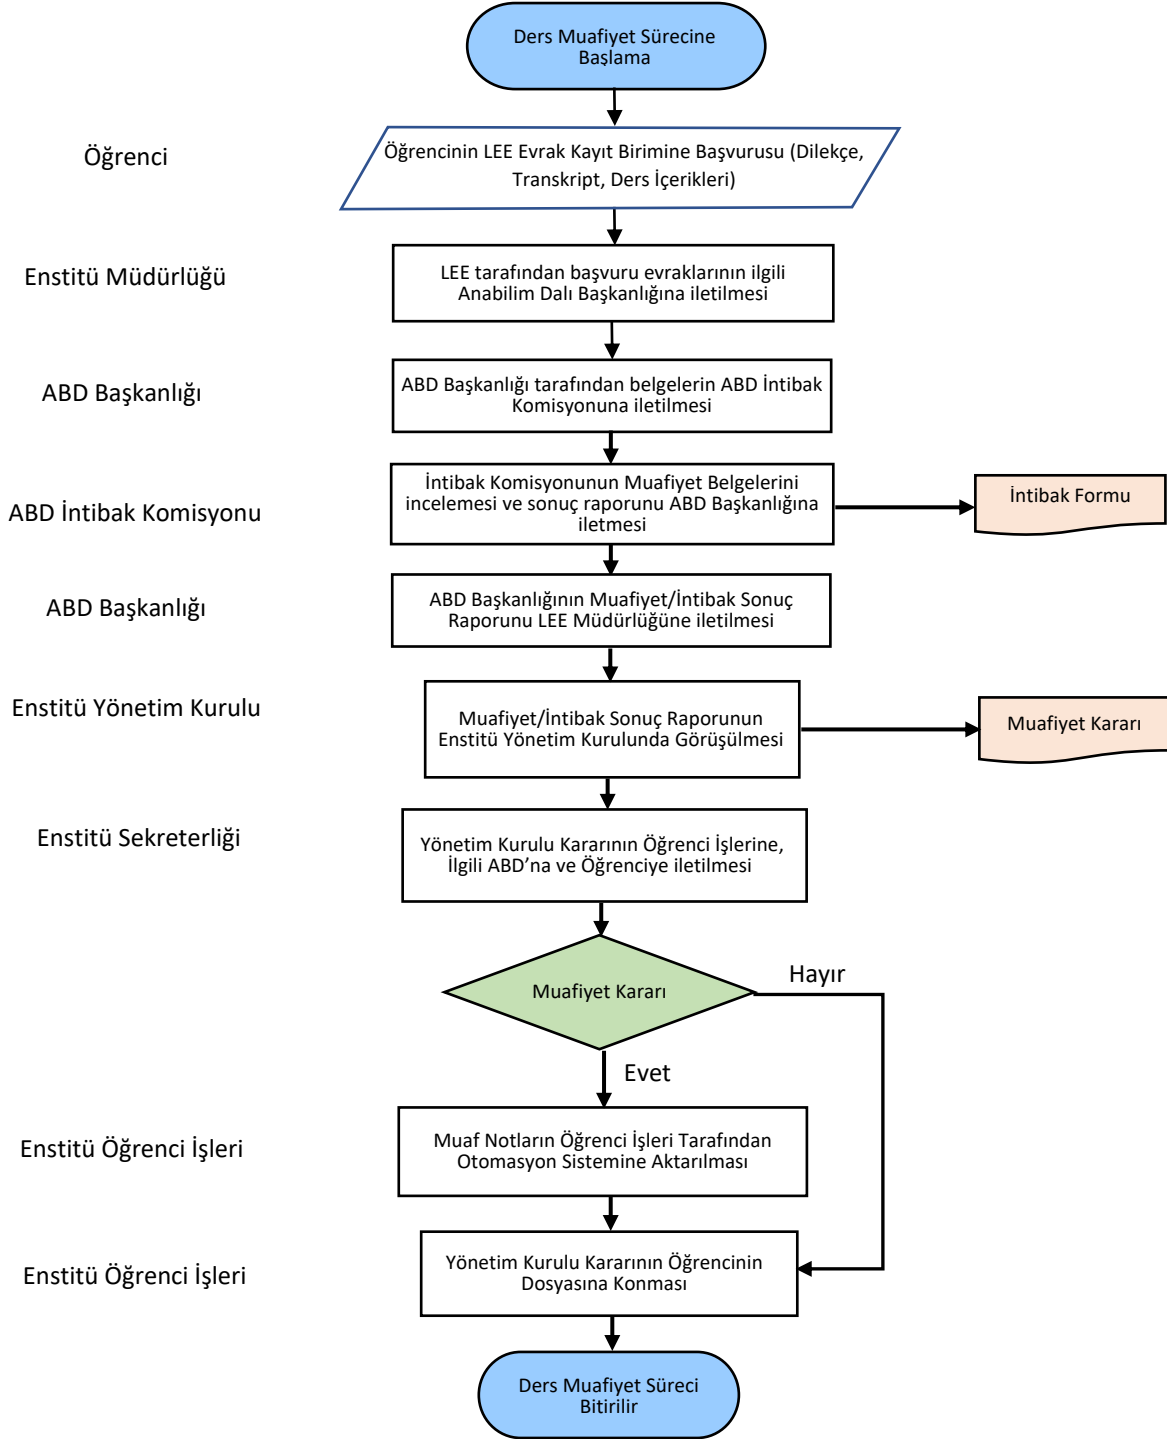 Ders Muafiyet Sürecine
Başlama
Öğrenci
Öğrencinin LEE Evrak Kayıt Birimine Başvurusu (Dilekçe,
Transkript, Ders İçerikleri)
Enstitü Müdürlüğü
LEE tarafından başvuru evraklarının ilgili
Anabilim Dalı Başkanlığına iletilmesi
ABD Başkanlığı
ABD Başkanlığı tarafından belgelerin ABD İntibak
Komisyonuna iletilmesi
ABD İntibak Komisyonu
İntibak Komisyonunun Muafiyet Belgelerini
incelemesi ve sonuç raporunu ABD Başkanlığına
iletmesi
İntibak Formu
ABD Başkanlığı
ABD Başkanlığının Muafiyet/İntibak Sonuç
Raporunu LEE Müdürlüğüne iletilmesi
Enstitü Yönetim Kurulu
Muafiyet/İntibak Sonuç Raporunun
Enstitü Yönetim Kurulunda Görüşülmesi
Muafiyet Kararı
Enstitü Sekreterliği
Yönetim Kurulu Kararının Öğrenci İşlerine,
İlgili ABD’na ve Öğrenciye iletilmesi
Muafiyet Kararı
Hayır
Evet
Enstitü Öğrenci İşleri
Muaf Notların Öğrenci İşleri Tarafından
Otomasyon Sistemine Aktarılması
Enstitü Öğrenci İşleri
Yönetim Kurulu Kararının Öğrencinin
Dosyasına Konması
Ders Muafiyet Süreci
Bitirilir